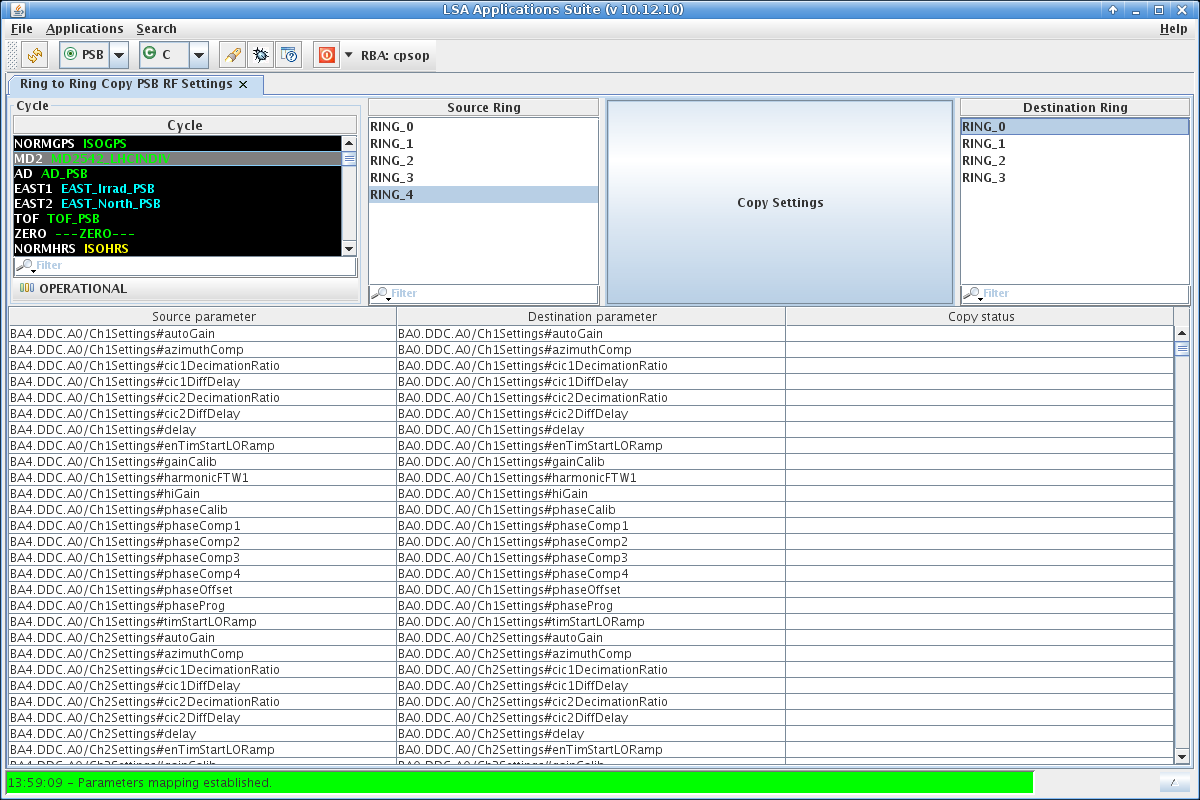 LSA Applications Suite (v 10.12.10)
File Applications Search Help
PSB C RBA: cpsop
Ring to Ring Copy PSB RF Settings
Cycle
Cycle
NORMGPS ISOGPS
MD2 MD2542_LHCINDIV
AD AD_PSB
EAST1 EAST_Irrad_PSB
EAST2 EAST_North_PSB
TOF TOF_PSB
ZERO ---ZERO---
NORMHRS ISOHRS
Filter
OPERATIONAL
Source Ring
RING_0
RING_1
RING_2
RING_3
RING_4
Filter
Copy Settings
Destination Ring
RING_0
RING_1
RING_2
RING_3
Filter
Source parameter Destination parameter Copy status
BA4.DDC.A0/Ch1Settings#autoGain BA0.DDC.A0/Ch1Settings#autoGain
BA4.DDC.A0/Ch1Settings#azimuthComp BA0.DDC.A0/Ch1Settings#azimuthComp
BA4.DDC.A0/Ch1Settings#cic1DecimationRatio BA0.DDC.A0/Ch1Settings#cic1DecimationRatio
BA4.DDC.A0/Ch1Settings#cic1DiffDelay BA0.DDC.A0/Ch1Settings#cic1DiffDelay
BA4.DDC.A0/Ch1Settings#cic2DecimationRatio BA0.DDC.A0/Ch1Settings#cic2DecimationRatio
BA4.DDC.A0/Ch1Settings#cic2DiffDelay BA0.DDC.A0/Ch1Settings#cic2DiffDelay
BA4.DDC.A0/Ch1Settings#delay BA0.DDC.A0/Ch1Settings#delay
BA4.DDC.A0/Ch1Settings#enTimStartLORamp BA0.DDC.A0/Ch1Settings#enTimStartLORamp
BA4.DDC.A0/Ch1Settings#gainCalib BA0.DDC.A0/Ch1Settings#gainCalib
BA4.DDC.A0/Ch1Settings#harmonicFTW1 BA0.DDC.A0/Ch1Settings#harmonicFTW1
BA4.DDC.A0/Ch1Settings#hiGain BA0.DDC.A0/Ch1Settings#hiGain
BA4.DDC.A0/Ch1Settings#phaseCalib BA0.DDC.A0/Ch1Settings#phaseCalib
BA4.DDC.A0/Ch1Settings#phaseComp1 BA0.DDC.A0/Ch1Settings#phaseComp1
BA4.DDC.A0/Ch1Settings#phaseComp2 BA0.DDC.A0/Ch1Settings#phaseComp2
BA4.DDC.A0/Ch1Settings#phaseComp3 BA0.DDC.A0/Ch1Settings#phaseComp3
BA4.DDC.A0/Ch1Settings#phaseComp4 BA0.DDC.A0/Ch1Settings#phaseComp4
BA4.DDC.A0/Ch1Settings#phaseOffset BA0.DDC.A0/Ch1Settings#phaseOffset
BA4.DDC.A0/Ch1Settings#phaseProg BA0.DDC.A0/Ch1Settings#phaseProg
BA4.DDC.A0/Ch1Settings#timStartLORamp BA0.DDC.A0/Ch1Settings#timStartLORamp
BA4.DDC.A0/Ch2Settings#autoGain BA0.DDC.A0/Ch2Settings#autoGain
BA4.DDC.A0/Ch2Settings#azimuthComp BA0.DDC.A0/Ch2Settings#azimuthComp
BA4.DDC.A0/Ch2Settings#cic1DecimationRatio BA0.DDC.A0/Ch2Settings#cic1DecimationRatio
BA4.DDC.A0/Ch2Settings#cic1DiffDelay BA0.DDC.A0/Ch2Settings#cic1DiffDelay
BA4.DDC.A0/Ch2Settings#cic2DecimationRatio BA0.DDC.A0/Ch2Settings#cic2DecimationRatio
BA4.DDC.A0/Ch2Settings#cic2DiffDelay BA0.DDC.A0/Ch2Settings#cic2DiffDelay
BA4.DDC.A0/Ch2Settings#delay BA0.DDC.A0/Ch2Settings#delay
BA4.DDC.A0/Ch2Settings#enTimStartLORamp BA0.DDC.A0/Ch2Settings#enTimStartLORamp
13:59:09 - Parameters mapping established.